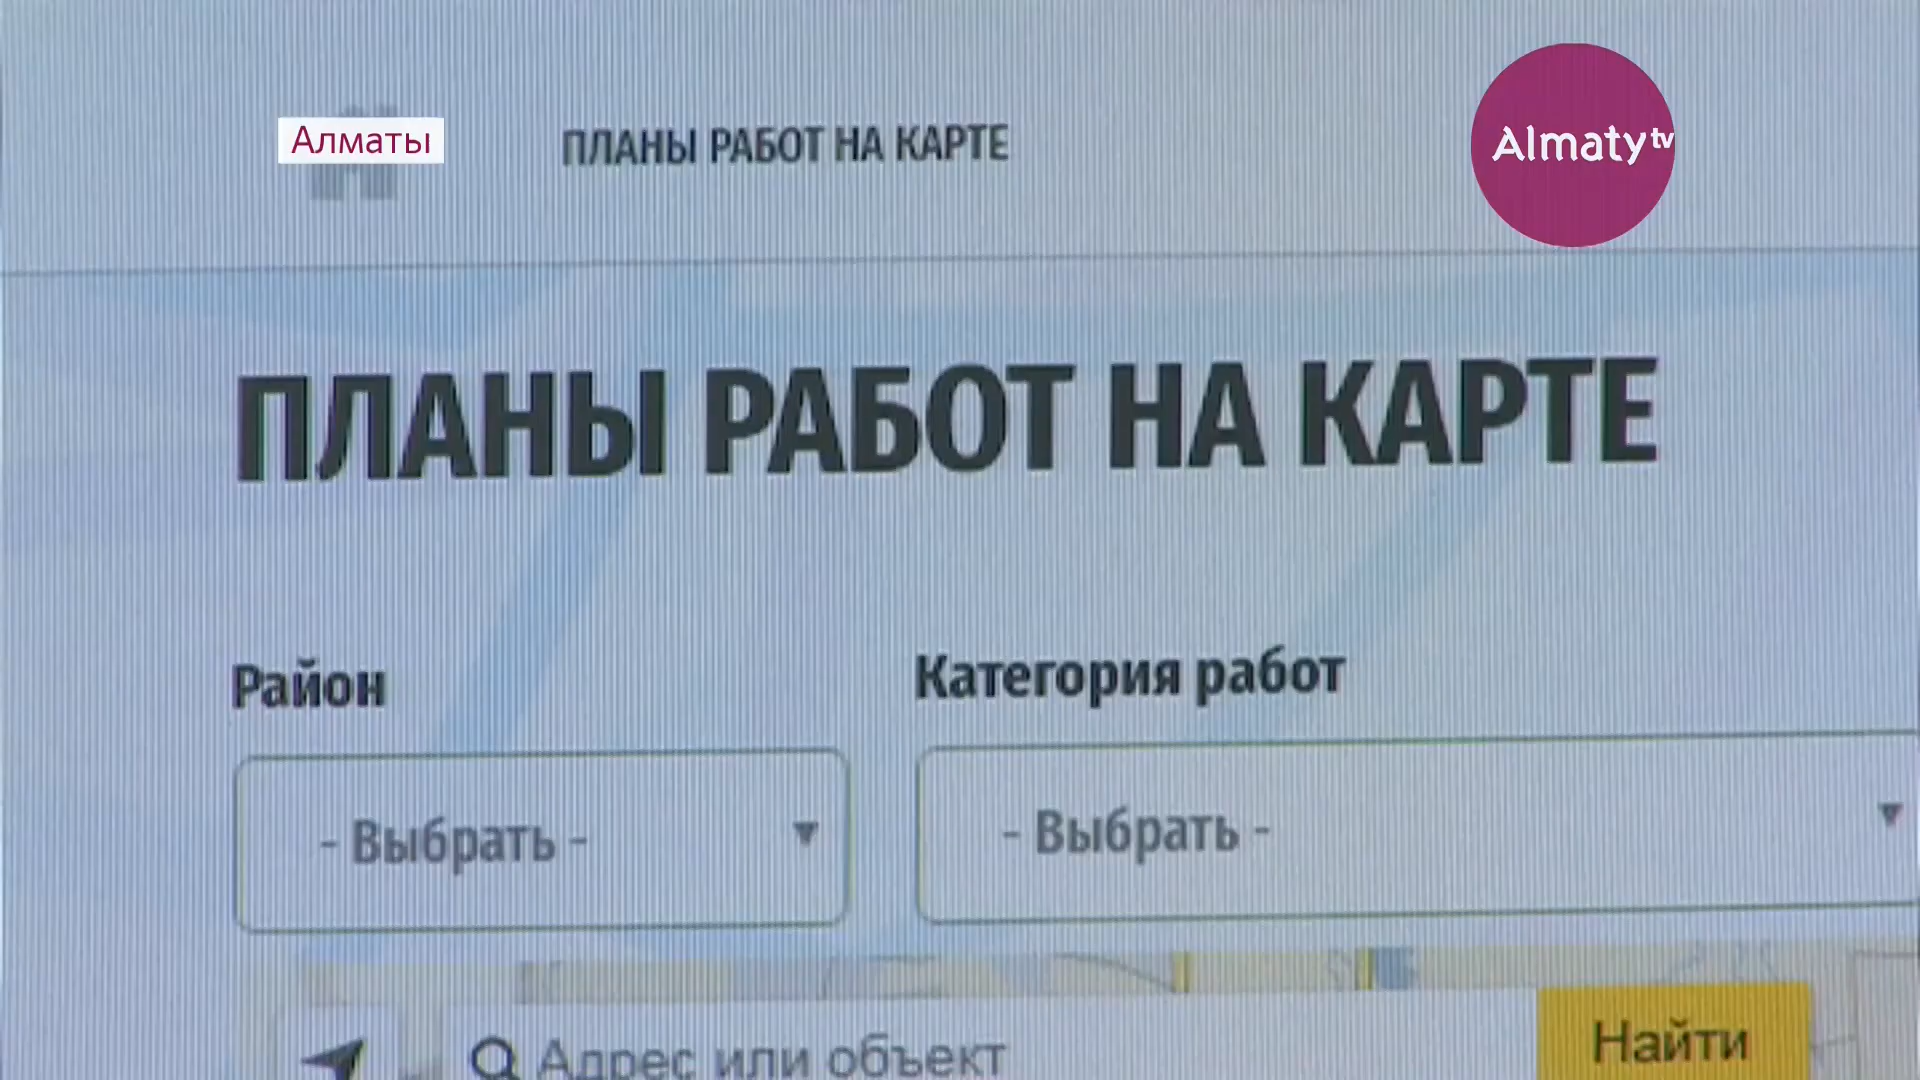 Алматы
ПЛАНЫ РАБОТ НА КАРТЕ
Almaty tv
ПЛАНЫ РАБОТ НА КАРТЕ
Район
Категория работ
- Выбрать -
- Выбрать -
Адрес или объект
Найти